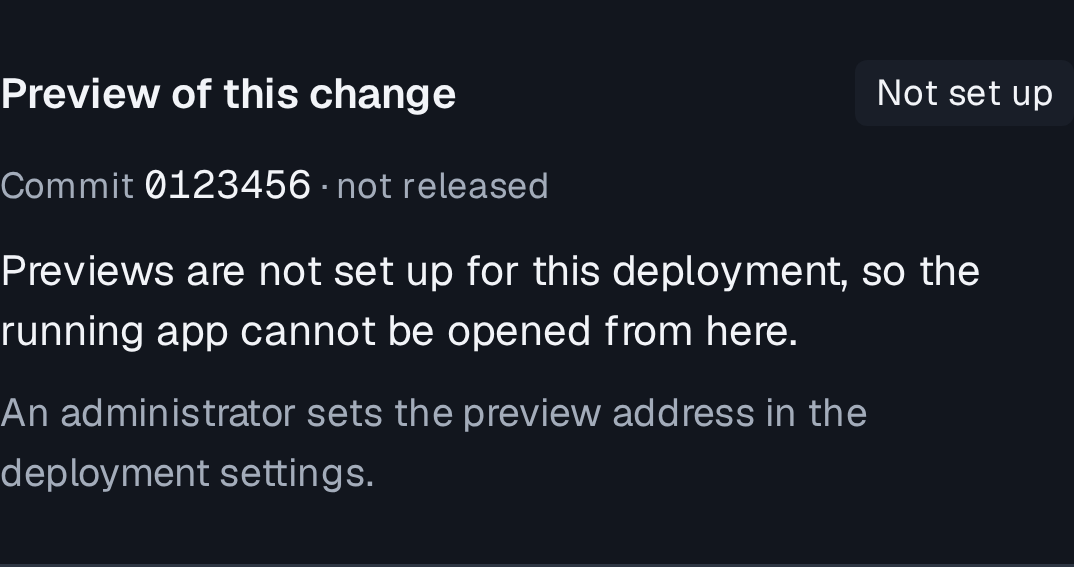 Preview of this change
Not set up
Commit 0123456 · not released
Previews are not set up for this deployment, so the
running app cannot be opened from here.
An administrator sets the preview address in the
deployment settings.